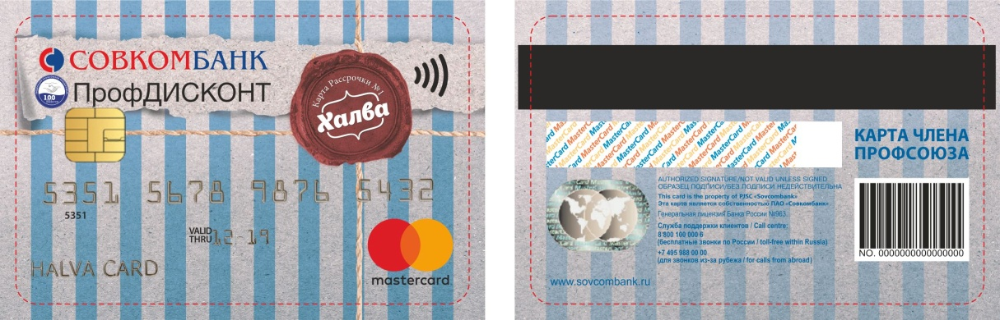 СОВКОМБАНК
ПрофДИСКОНТ
100
Карта Рассрочки №1
Халва
5351 5678 9876 5432
5351
VALID
THRU 12-19
HALVA CARD
mastercard
MasterCard MasterCard MasterCard MasterCard
КАРТА ЧЛЕНА
ПРОФСОЮЗА
AUTHORIZED SIGNATURE/NOT VALID UNLESS SIGNED
ОБРАЗЕЦ ПОДПИСИ/БЕЗ ПОДПИСИ НЕДЕЙСТВИТЕЛЬНА
This card is the property of PJSC «Sovcombank»
Эта карта является собственностью ПАО «Совкомбанк»
Генеральная лицензия Банка России №963.
Служба поддержки клиентов / Call centre:
8 800 100 000 6
(бесплатные звонки по России / toll-free within Russia)
+7 495 988 00 00
(для звонков из-за рубежа / for calls from abroad)
NO. 0000000000000000
www.sovcombank.ru